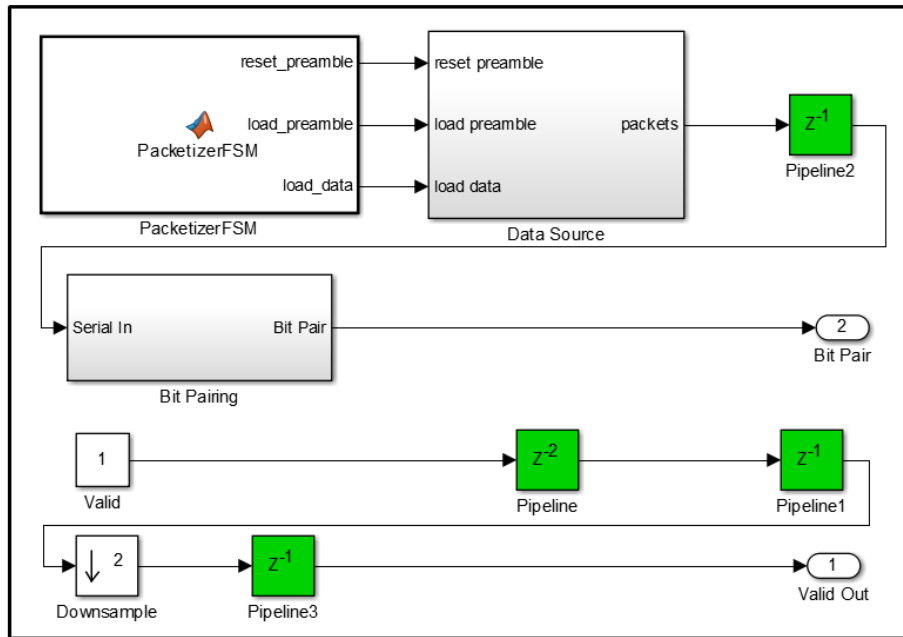 reset_preamble
reset preamble
PacketizerFSM
load_preamble
load preamble
packets
Z-1
load_data
load data
Pipeline2
PacketizerFSM
Data Source
Serial In
Bit Pair
2
Bit Pair
Bit Pairing
1
Z-2
Z-1
Valid
Pipeline
Pipeline1
2
Z-1
1
Downsample
Pipeline3
Valid Out